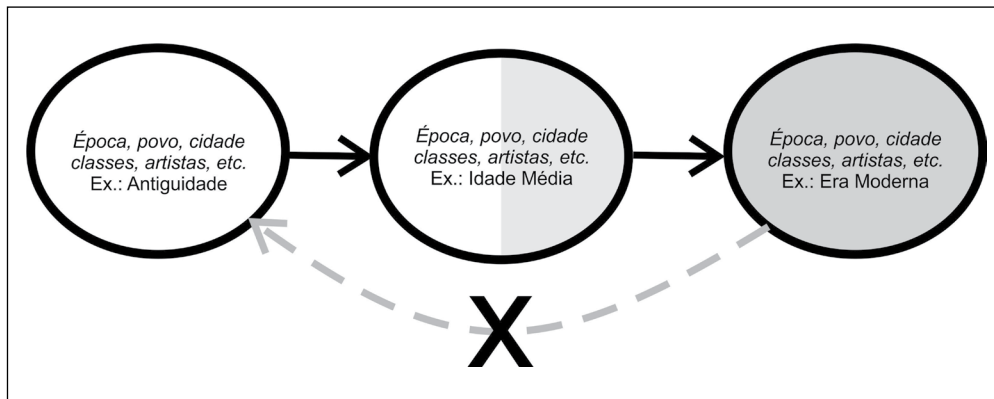 Época, povo, cidade
classes, artistas, etc.
Ex.: Antiguidade
Época, povo, cidade
classes, artistas, etc.
Ex.: Idade Média
Época, povo, cidade
classes, artistas, etc.
Ex.: Era Moderna
X